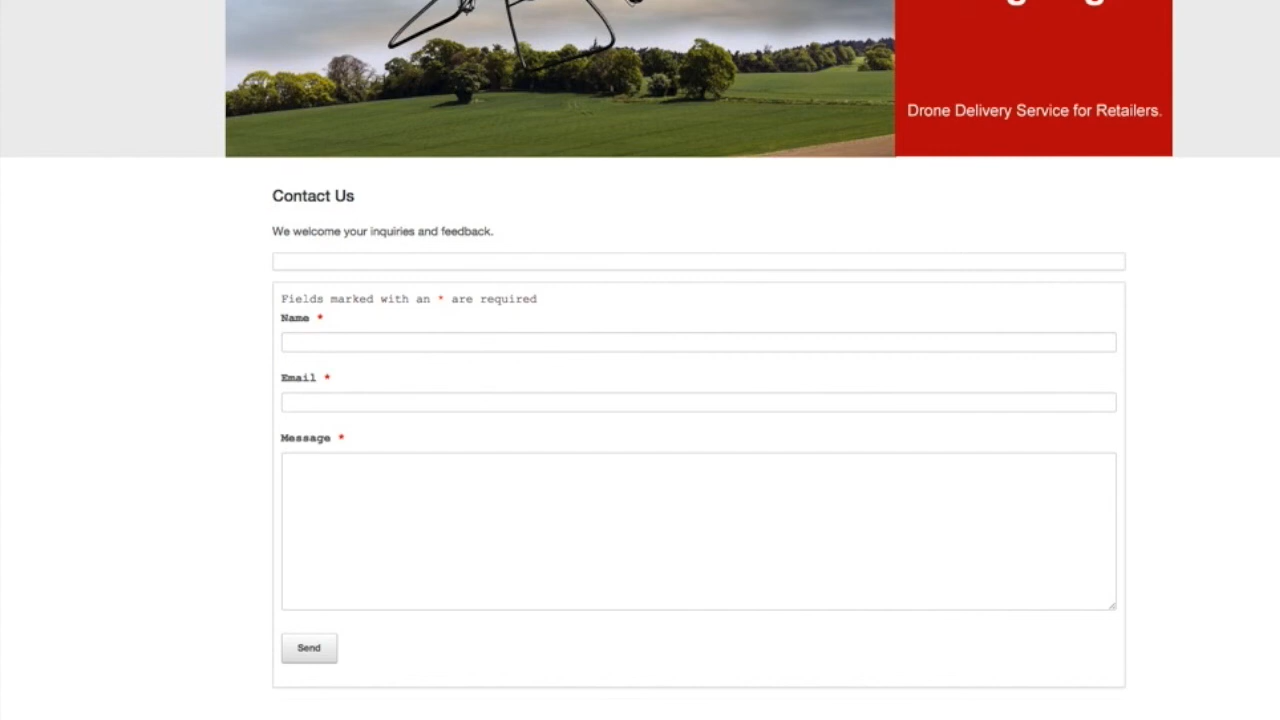 Drone Delivery Service for Retailers.
Contact Us
We welcome your inquiries and feedback.
Fields marked with an * are required
Name *
Email *
Message *
Send